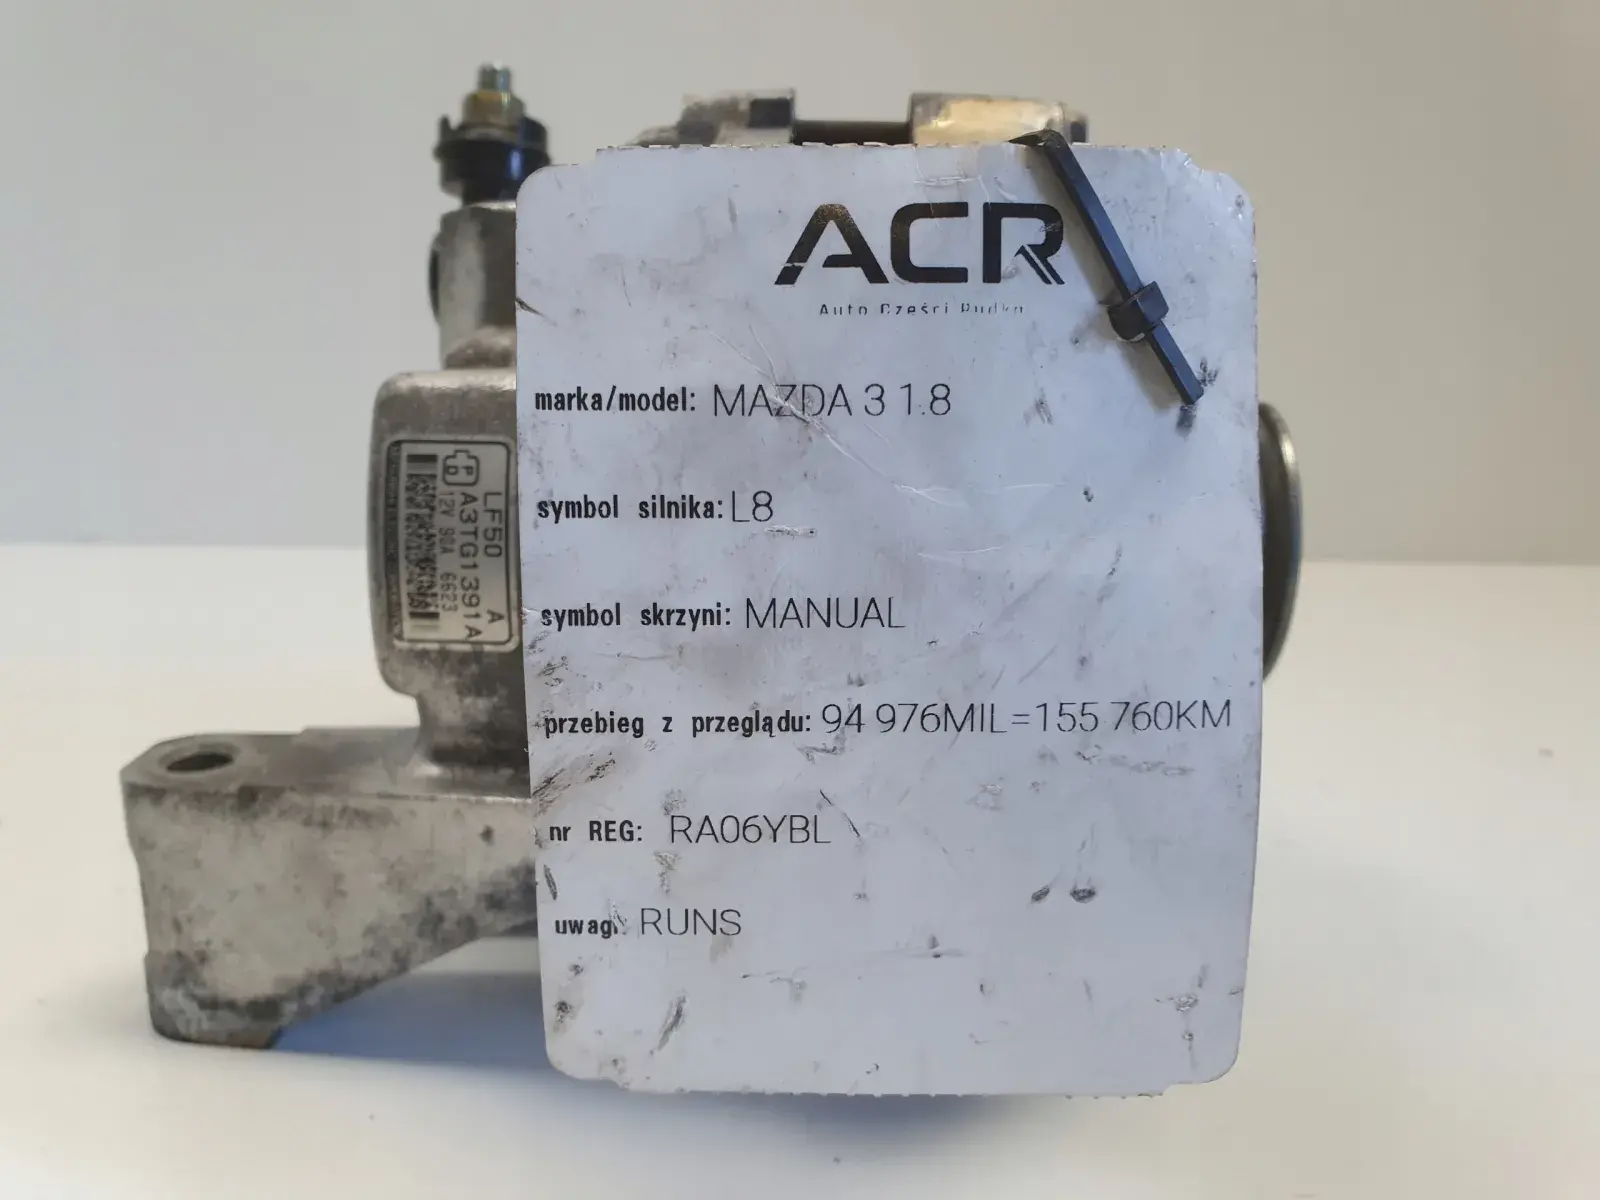 ACR
Auto Części Rudka
marka/model: MAZDA 3 1.8
symbol silnika: L8
symbol skrzyni: MANUAL
przebieg z przeglądu: 94 976MIL=155 760KM
nr REG: RA06YBL
uwagi: RUNS
LF50 A
A3TG1391A
12V 90A 6623